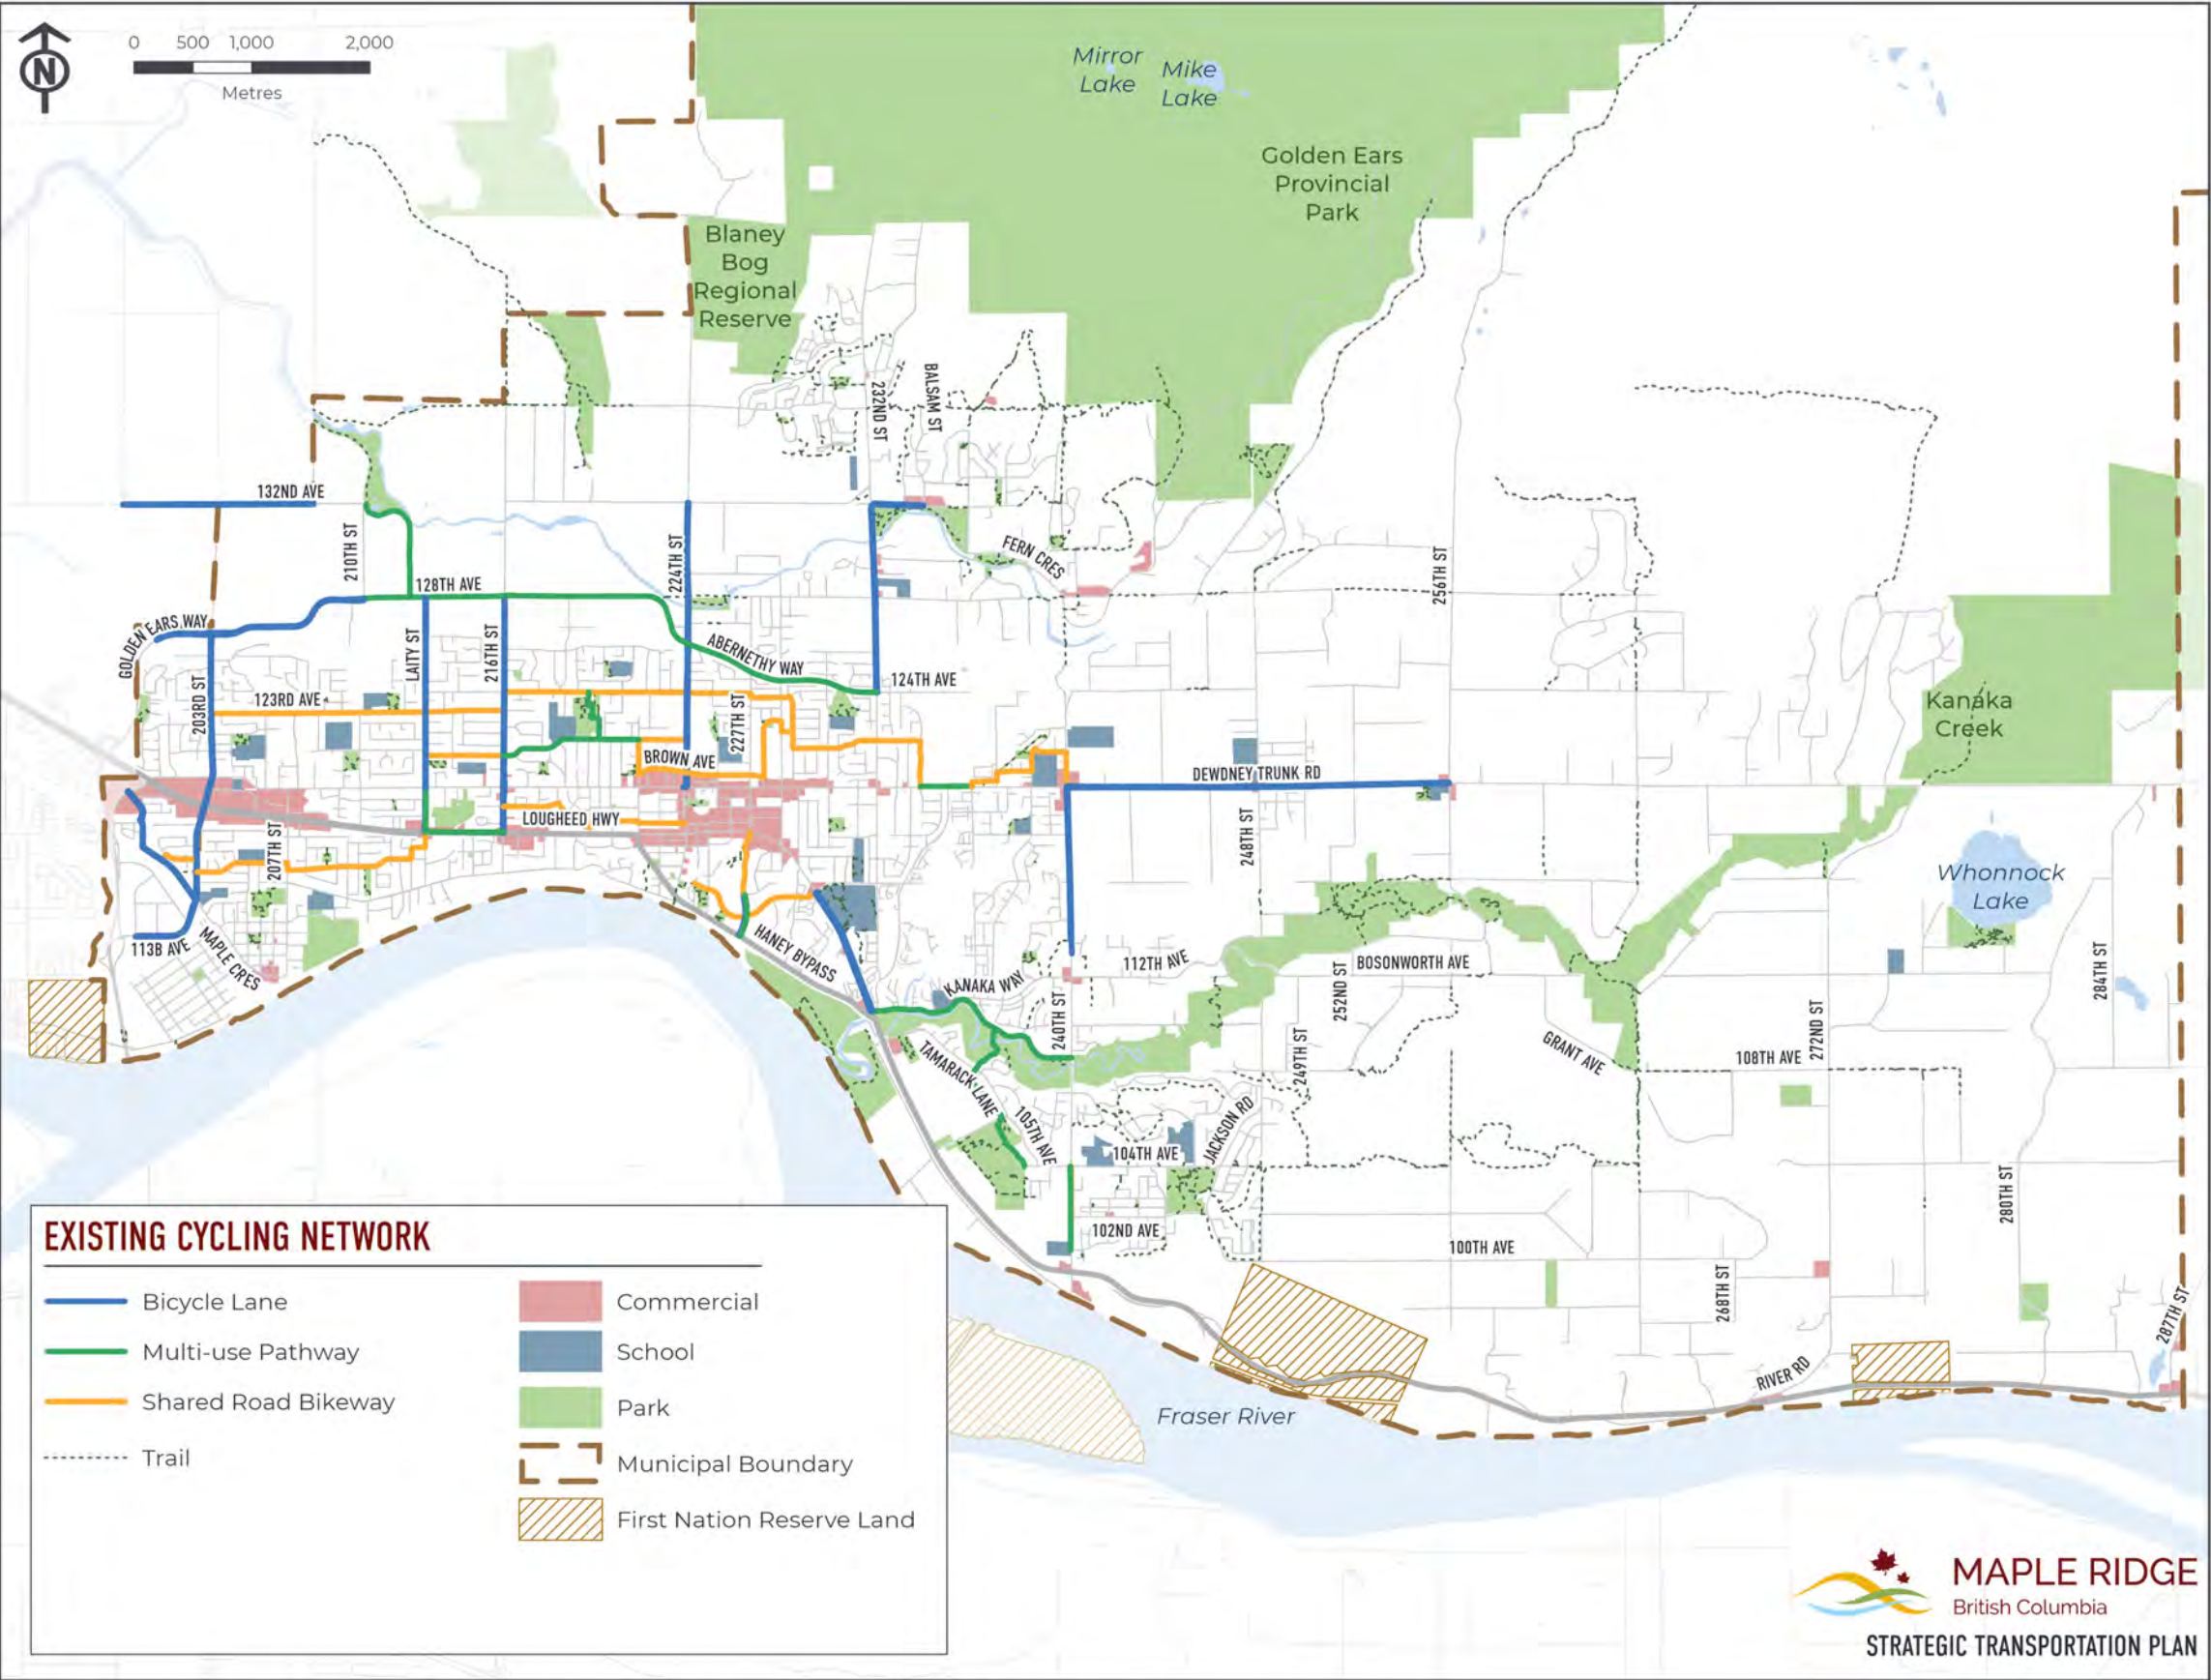 N
0 500 1,000 2,000
Metres
Mirror
Lake
Mike
Lake
Golden Ears
Provincial
Park
Blaney
Bog
Regional
Reserve
232ND ST
BALSAM ST
132ND AVE
210TH ST
224TH ST
FERN CRES
256TH ST
128TH AVE
GOLDEN EARS WAY
LAITY ST
216TH ST
ABERNETHY WAY
124TH AVE
203RD ST
123RD AVE
227TH ST
Kanaka
Creek
BROWN AVE
DEWDNEY TRUNK RD
LOUGHEED HWY
207TH ST
248TH ST
Whonnock
Lake
113B AVE
MAPLE CRES
HANEY BYPASS
KANAKA WAY
112TH AVE
252ND ST
BOSONWORTH AVE
284TH ST
240TH ST
272ND ST
TAMARACK LANE
249TH ST
GRANT AVE
108TH AVE
105TH AVE
JACKSON RD
104TH AVE
280TH ST
102ND AVE
100TH AVE
268TH ST
287TH ST
RIVER RD
Fraser River
EXISTING CYCLING NETWORK
Bicycle Lane
Multi-use Pathway
Shared Road Bikeway
Trail
Commercial
School
Park
Municipal Boundary
First Nation Reserve Land
MAPLE RIDGE
British Columbia
STRATEGIC TRANSPORTATION PLAN